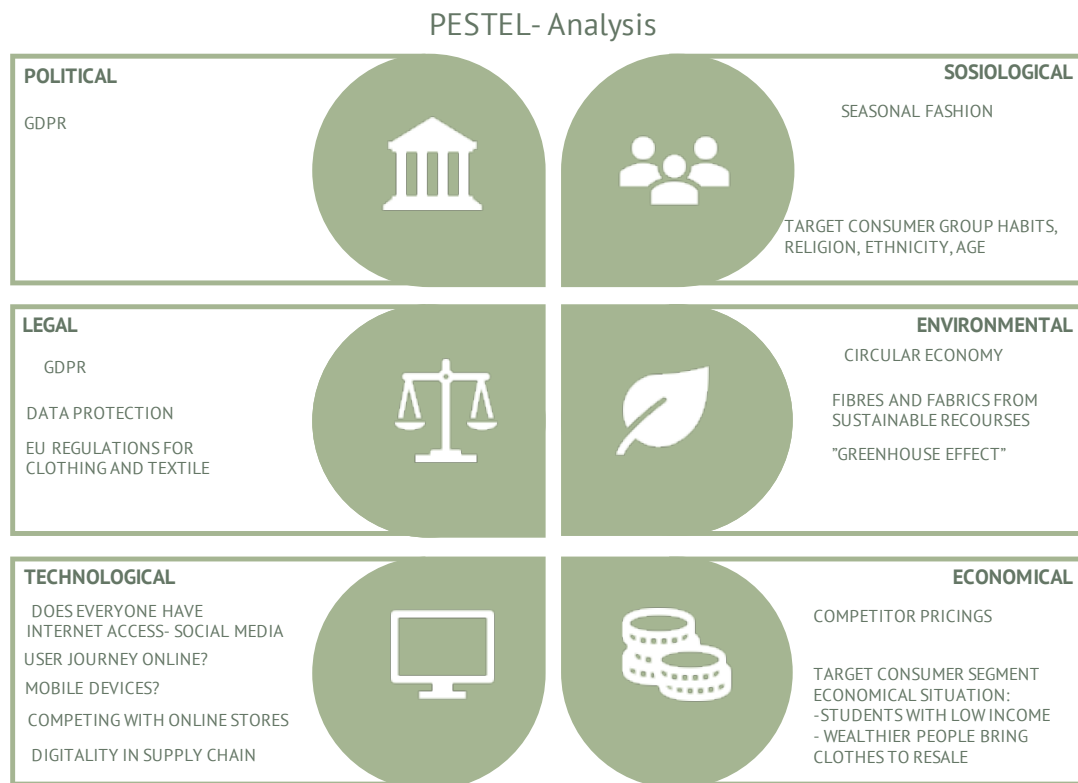 PESTEL- Analysis
POLITICAL
GDPR
SOSIOLOGICAL
SEASONAL FASHION
TARGET CONSUMER GROUP HABITS,
RELIGION, ETHNICITY, AGE
LEGAL
GDPR
DATA PROTECTION
EU REGULATIONS FOR
CLOTHING AND TEXTILE
ENVIRONMENTAL
CIRCULAR ECONOMY
FIBRES AND FABRICS FROM
SUSTAINABLE RECOURSES
”GREENHOUSE EFFECT”
TECHNOLOGICAL
DOES EVERYONE HAVE
INTERNET ACCESS- SOCIAL MEDIA
USER JOURNEY ONLINE?
MOBILE DEVICES?
COMPETING WITH ONLINE STORES
DIGITALITY IN SUPPLY CHAIN
ECONOMICAL
COMPETITOR PRICINGS
TARGET CONSUMER SEGMENT
ECONOMICAL SITUATION:
-STUDENTS WITH LOW INCOME
- WEALTHIER PEOPLE BRING
CLOTHES TO RESALE